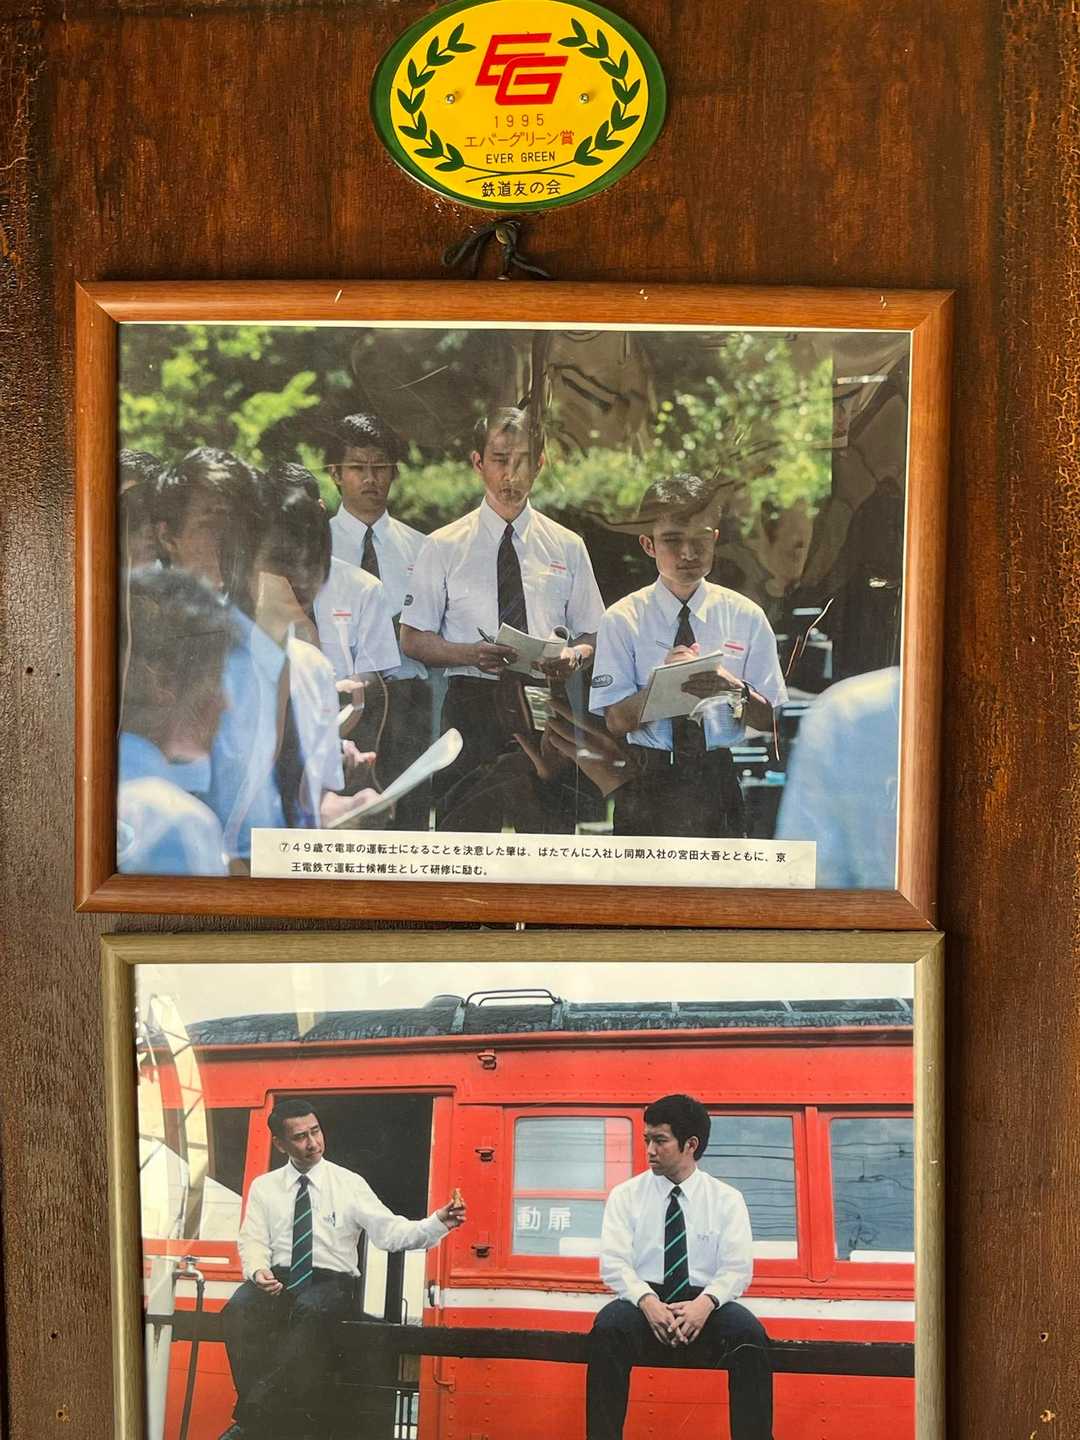 EG
1995
エバーグリーン賞
EVER GREEN
鉄道友の会
⑦49歳で電車の運転士になることを決意した肇は、ばたでんに入社し同期入社の宮田大吾とともに、京
王電鉄で運転士候補生として研修に励む。
動扉